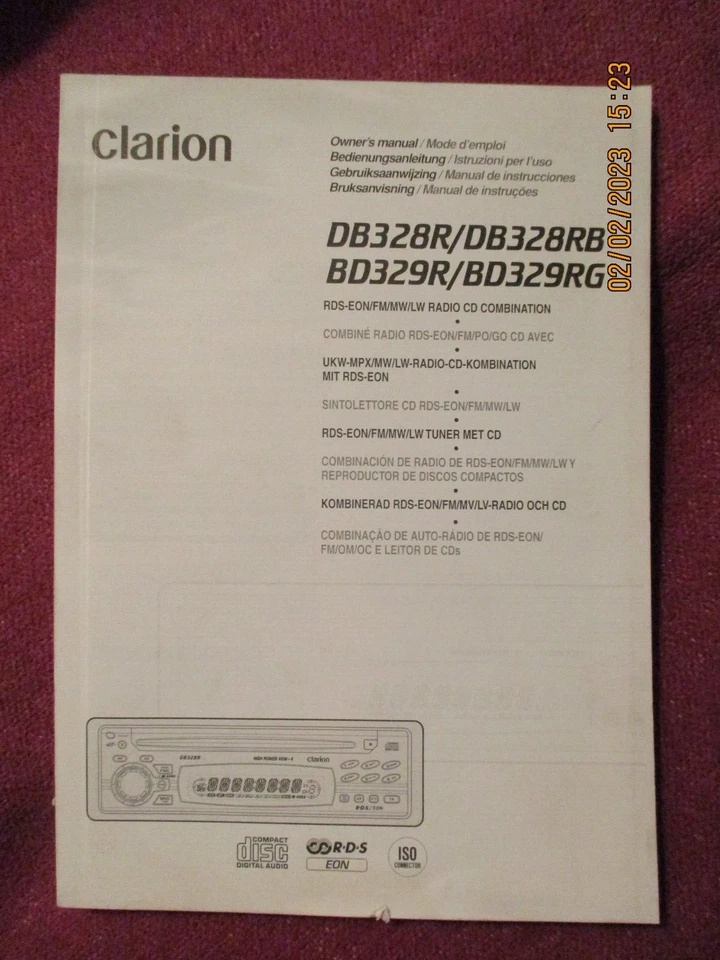 clarion
Owner's manual / Mode d'emploi
Bedienungsanleitung / Istruzioni per l'uso
Gebruiksaanwijzing / Manual de instrucciones
Bruksanvisning / Manual de instruções
DB328R/DB328RB
BD329R/BD329RG
RDS-EON/FM/MW/LW RADIO CD COMBINATION
•
COMBINÉ RADIO RDS-EON/FM/PO/GO CD AVEC
•
UKW-MPX/MW/LW-RADIO-CD-KOMBINATION
MIT RDS-EON
•
SINTOLETTORE CD RDS-EON/FM/MW/LW
•
RDS-EON/FM/MW/LW TUNER MET CD
•
COMBINACIÓN DE RADIO DE RDS-EON/FM/MW/LW Y
REPRODUCTOR DE DISCOS COMPACTOS
•
KOMBINERAD RDS-EON/FM/MV/LV-RADIO OCH CD
•
COMBINAÇÃO DE AUTO-RÁDIO DE RDS-EON/
FM/OM/OC E LEITOR DE CDs
DB328R
clarion
RDS/EON
COMPACT
disc
DIGITAL AUDIO
R·D·S
EON
ISO
CONNECTOR
02/02/2023 15:23